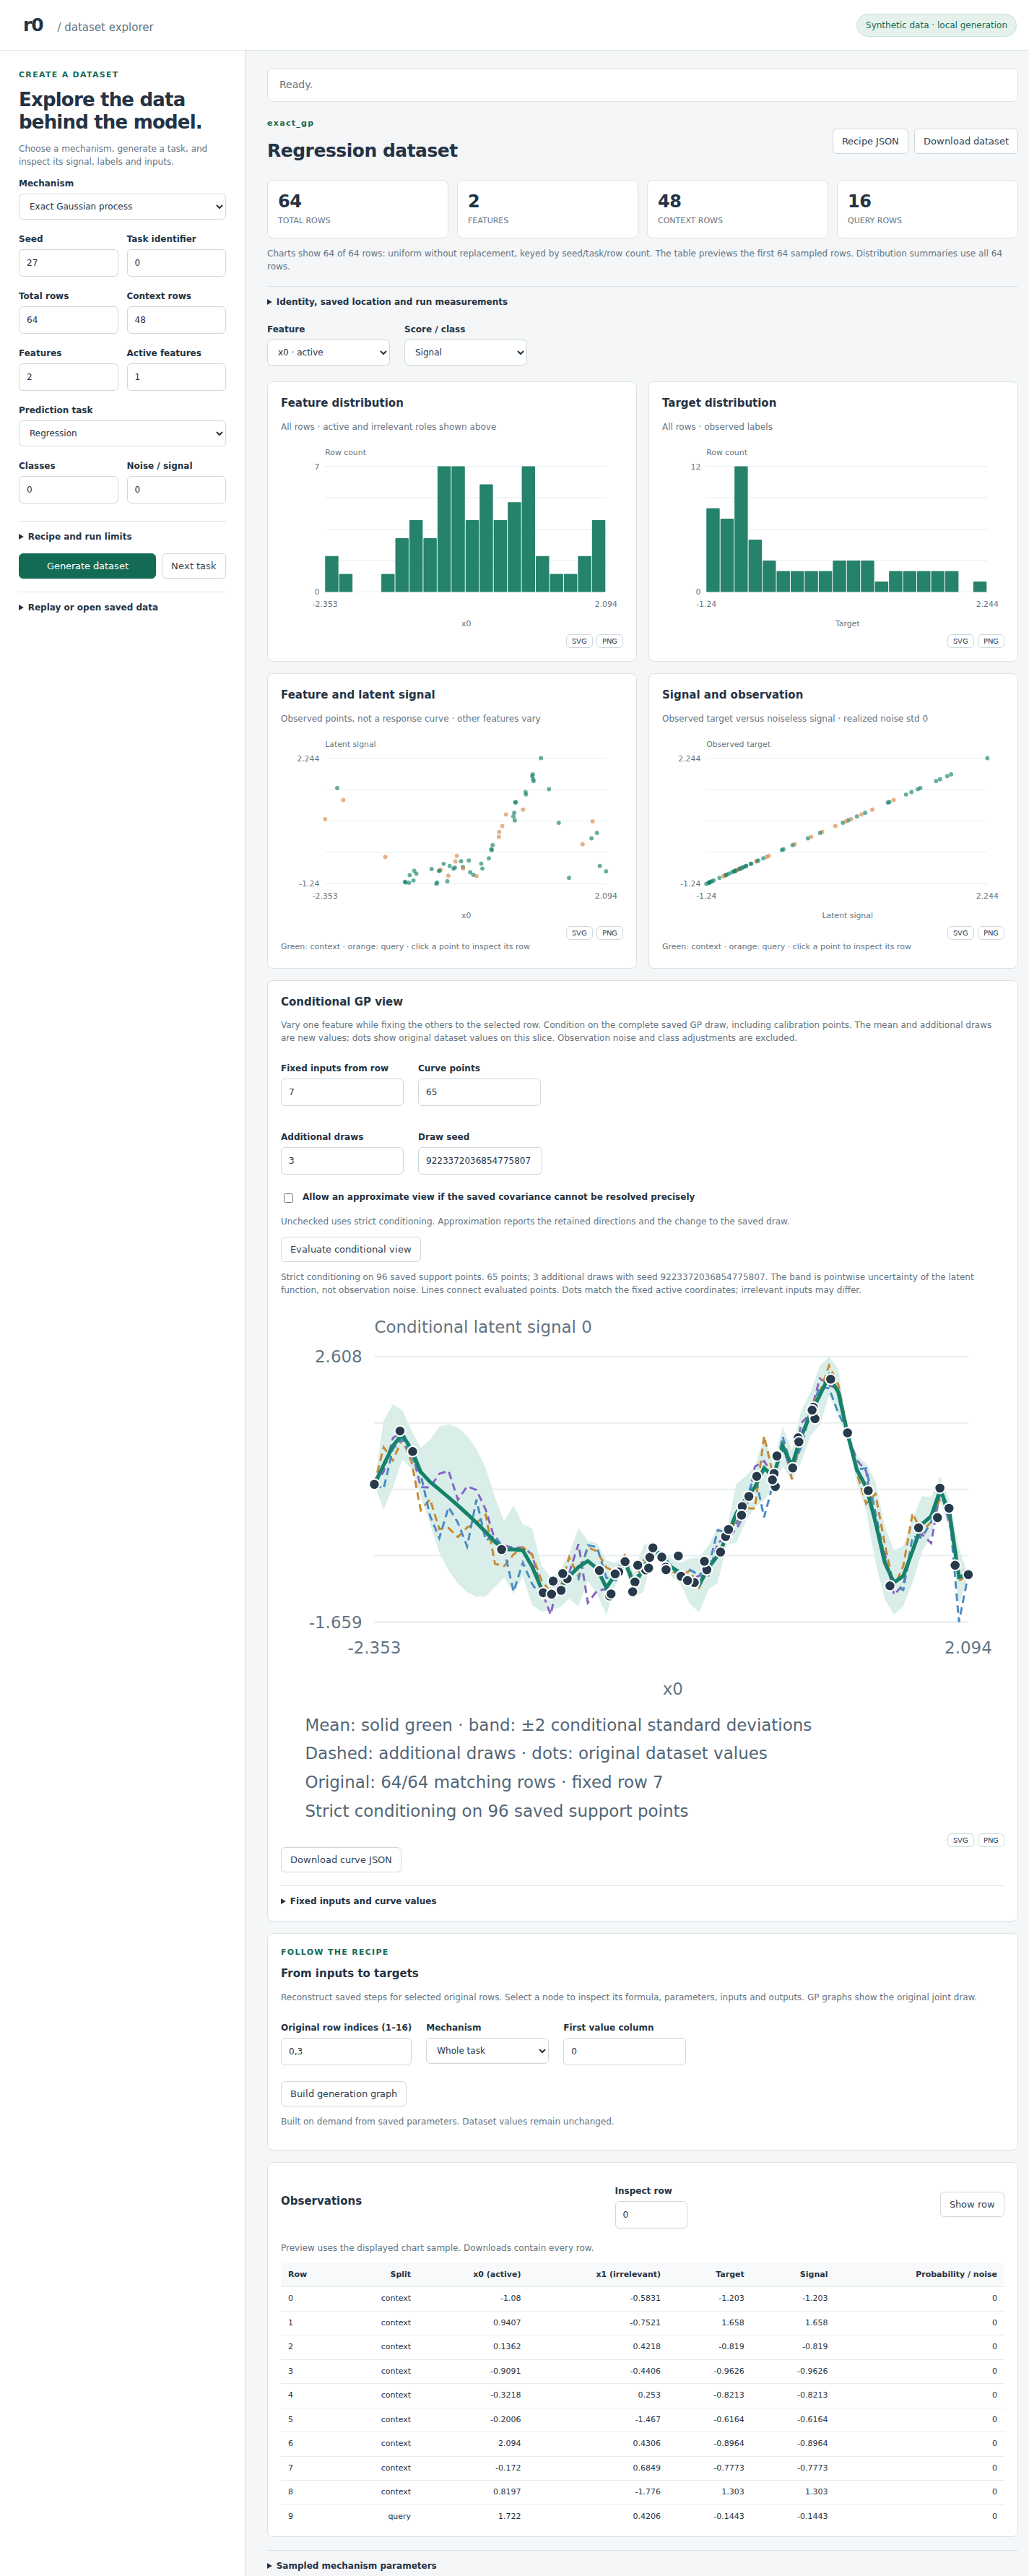 r0 / dataset explorer
Synthetic data · local generation
CREATE A DATASET
Explore the data
behind the model.
Choose a mechanism, generate a task, and
inspect its signal, labels and inputs.
Mechanism
Exact Gaussian process
Seed Task identifier
27 0
Total rows Context rows
64 48
Features Active features
2 1
Prediction task
Regression
Classes Noise / signal
0 0
Recipe and run limits
Generate dataset Next task
Replay or open saved data
Ready.
exact_gp
Regression dataset
Recipe JSON Download dataset
64 2 48 16
TOTAL ROWS FEATURES CONTEXT ROWS QUERY ROWS
Charts show 64 of 64 rows: uniform without replacement, keyed by seed/task/row count. The table previews the first 64 sampled rows. Distribution summaries use all 64
rows.
Identity, saved location and run measurements
Feature Score / class
x0 · active Signal
Feature distribution
All rows · active and irrelevant roles shown above
Row count
7
0
-2.353 2.094
x0
SVG PNG
Target distribution
All rows · observed labels
Row count
12
0
-1.24 2.244
Target
SVG PNG
Feature and latent signal
Observed points, not a response curve · other features vary
Latent signal
2.244
-1.24
-2.353 2.094
x0
SVG PNG
Green: context · orange: query · click a point to inspect its row
Signal and observation
Observed target versus noiseless signal · realized noise std 0
Observed target
2.244
-1.24
-1.24 2.244
Latent signal
SVG PNG
Green: context · orange: query · click a point to inspect its row
Conditional GP view
Vary one feature while fixing the others to the selected row. Condition on the complete saved GP draw, including calibration points. The mean and additional draws
are new values; dots show original dataset values on this slice. Observation noise and class adjustments are excluded.
Fixed inputs from row Curve points
7 65
Additional draws Draw seed
3 9223372036854775807
Allow an approximate view if the saved covariance cannot be resolved precisely
Unchecked uses strict conditioning. Approximation reports the retained directions and the change to the saved draw.
Evaluate conditional view
Strict conditioning on 96 saved support points. 65 points; 3 additional draws with seed 9223372036854775807. The band is pointwise uncertainty of the latent
function, not observation noise. Lines connect evaluated points. Dots match the fixed active coordinates; irrelevant inputs may differ.
Conditional latent signal 0
2.608
-1.659
-2.353 2.094
x0
Mean: solid green · band: ±2 conditional standard deviations
Dashed: additional draws · dots: original dataset values
Original: 64/64 matching rows · fixed row 7
Strict conditioning on 96 saved support points
SVG PNG
Download curve JSON
Fixed inputs and curve values
FOLLOW THE RECIPE
From inputs to targets
Reconstruct saved steps for selected original rows. Select a node to inspect its formula, parameters, inputs and outputs. GP graphs show the original joint draw.
Original row indices (1–16) Mechanism First value column
0,3 Whole task 0
Build generation graph
Built on demand from saved parameters. Dataset values remain unchanged.
Observations
Inspect row
0
Show row
Preview uses the displayed chart sample. Downloads contain every row.
Row Split x0 (active) x1 (irrelevant) Target Signal Probability / noise
0 context -1.08 -0.5831 -1.203 -1.203 0
1 context 0.9407 -0.7521 1.658 1.658 0
2 context 0.1362 0.4218 -0.819 -0.819 0
3 context -0.9091 -0.4406 -0.9626 -0.9626 0
4 context -0.3218 0.253 -0.8213 -0.8213 0
5 context -0.2006 -1.467 -0.6164 -0.6164 0
6 context 2.094 0.4306 -0.8964 -0.8964 0
7 context -0.172 0.6849 -0.7773 -0.7773 0
8 context 0.8197 -1.776 1.303 1.303 0
9 query 1.722 0.4206 -0.1443 -0.1443 0
Sampled mechanism parameters